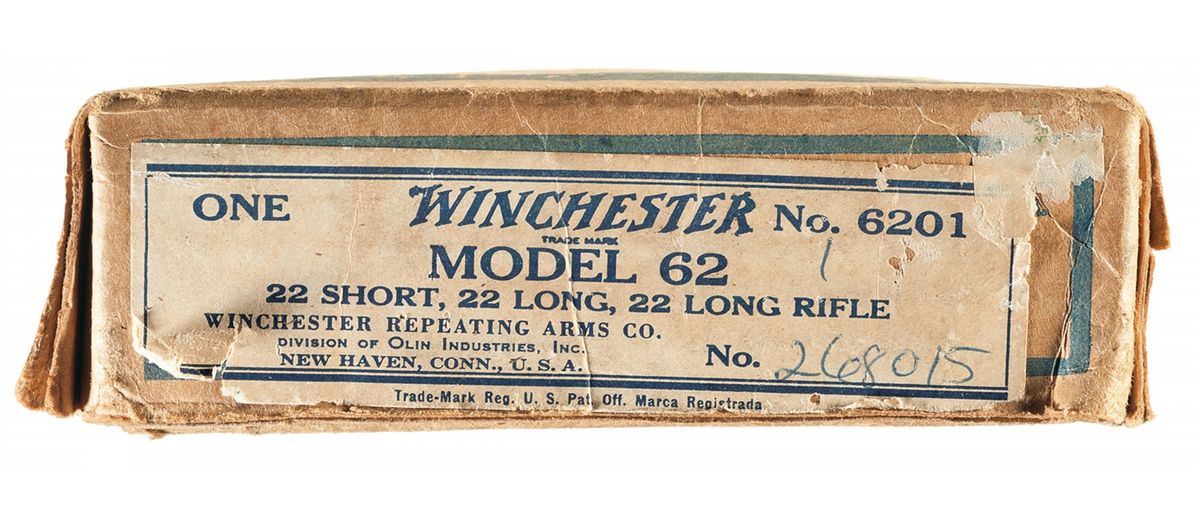 ONE WINCHESTER No. 6201
TRADE MARK
MODEL 62 1
22 SHORT, 22 LONG, 22 LONG RIFLE
WINCHESTER REPEATING ARMS CO.
DIVISION OF OLIN INDUSTRIES, INC.
NEW HAVEN, CONN., U. S. A. No. 268015
Trade-Mark Reg. U. S. Pat. Off. Marca Registrada